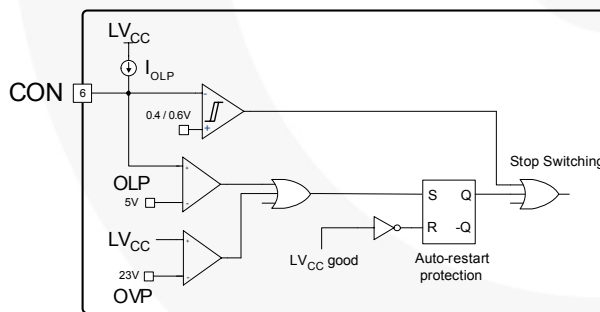 LVCC
IOLP
CON
6
-
0.4 / 0.6V
+
Stop Switching
OLP
+
5V
-
S Q
R -Q
LVCC
+
23V
-
OVP
LVCC good
Auto-restart
protection